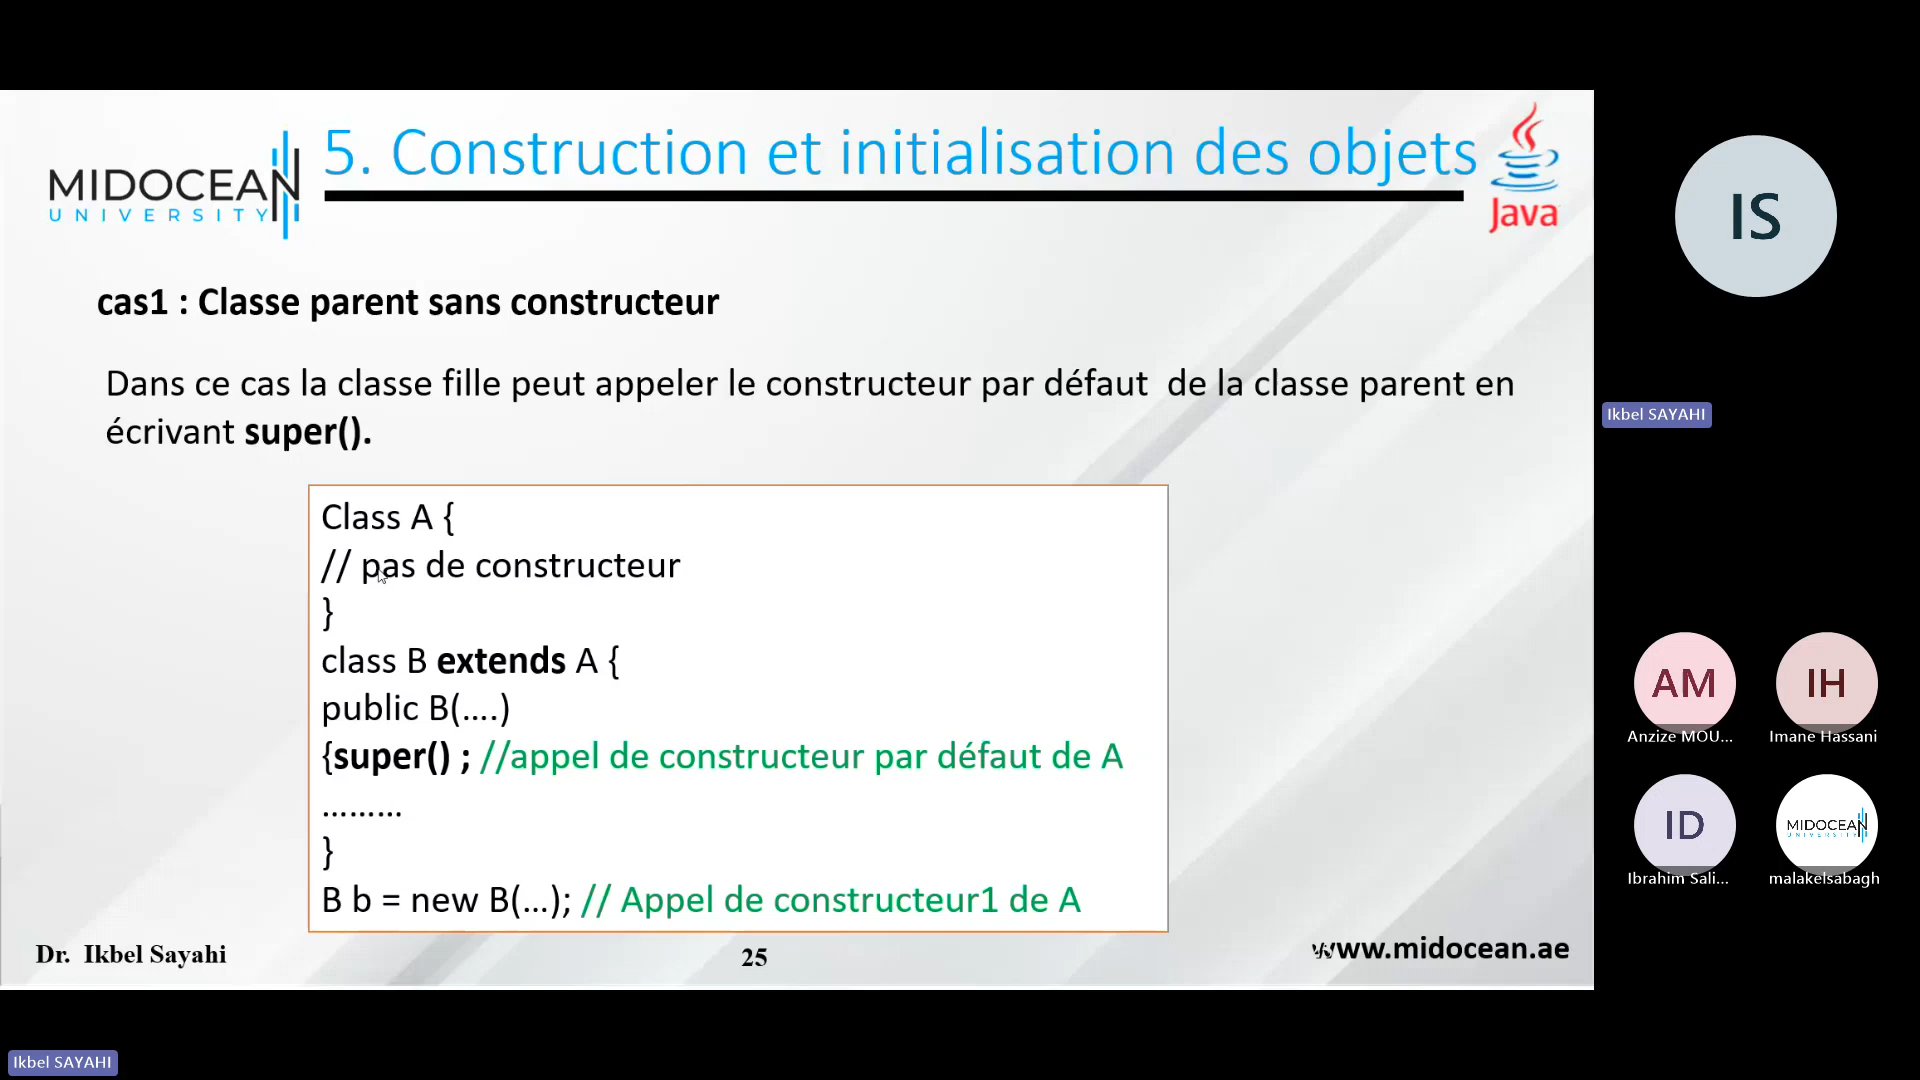 MIDOCEAN
UNIVERSITY
5. Construction et initialisation des objets
Java
cas1 : Classe parent sans constructeur
Dans ce cas la classe fille peut appeler le constructeur par défaut de la classe parent en
écrivant super().
Class A {
// pas de constructeur
}
class B extends A {
public B(....)
{super() ; //appel de constructeur par défaut de A
.........
}
B b = new B(...); // Appel de constructeur1 de A
Dr. Ikbel Sayahi
25
www.midocean.ae
IS
Ikbel SAYAHI
AM
IH
Anzize MOU...
Imane Hassani
ID
MIDOCEAN
UNIVERSITY
Ibrahim Sali...
malakelsabagh
Ikbel SAYAHI